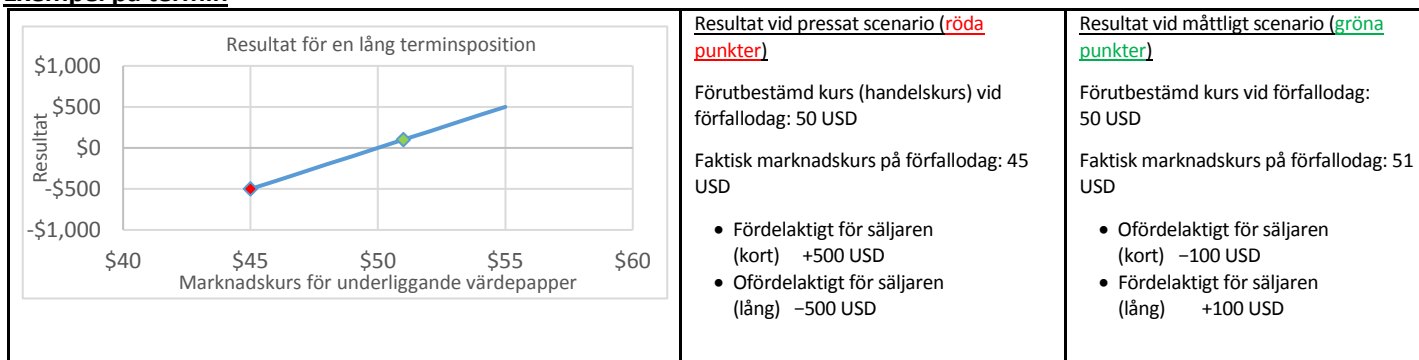 Exempel på termin
Resultat för en lång terminsposition
$1,000
$500
$0
-$500
-$1,000
Resultat
$40 $45 $50 $55 $60
Marknadskurs för underliggande värdepapper
Resultat vid pressat scenario (röda
punkter)
Förutbestämd kurs (handelskurs) vid
förfallodag: 50 USD
Faktisk marknadskurs på förfallodag: 45
USD
• Fördelaktigt för säljaren
(kort) +500 USD
• Ofördelaktigt för säljaren
(lång) −500 USD
Resultat vid måttligt scenario (gröna
punkter)
Förutbestämd kurs vid förfallodag:
50 USD
Faktisk marknadskurs på förfallodag: 51
USD
• Ofördelaktigt för säljaren
(kort) −100 USD
• Fördelaktigt för säljaren
(lång) +100 USD